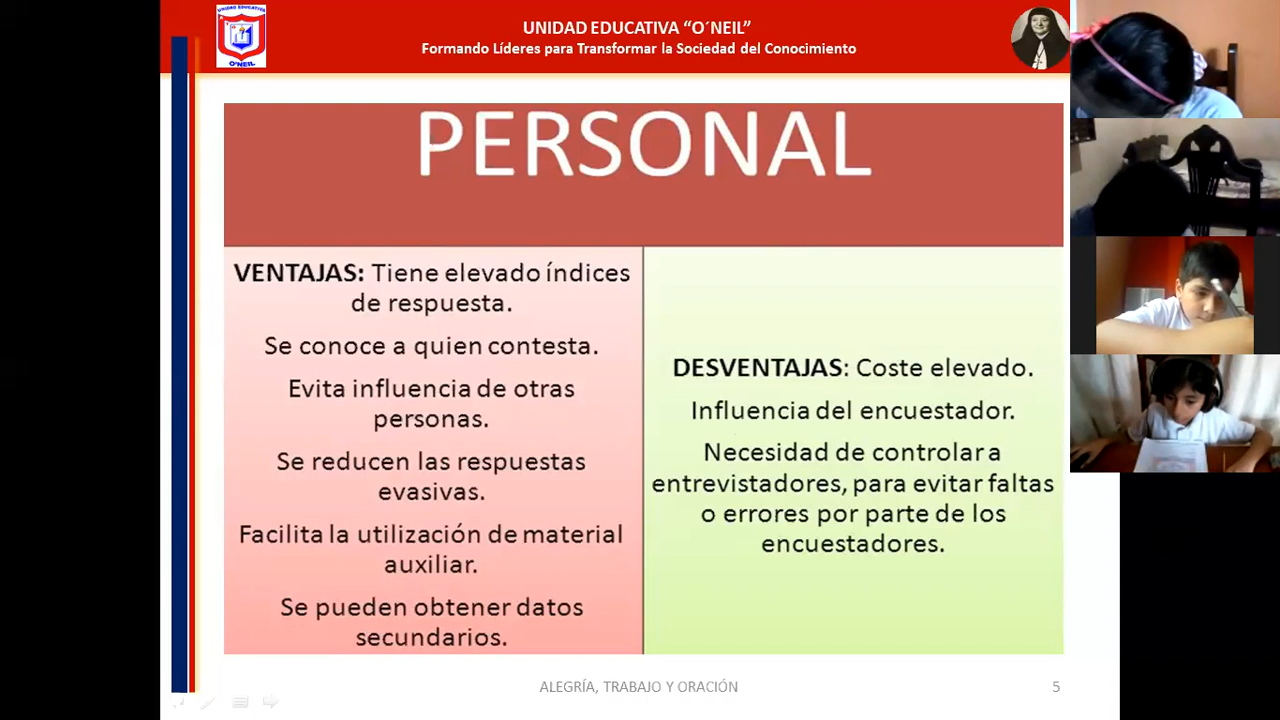 UNIDAD EDUCATIVA
O'NEIL
UNIDAD EDUCATIVA “O´NEIL”
Formando Líderes para Transformar la Sociedad del Conocimiento
PERSONAL
VENTAJAS: Tiene elevado índices
de respuesta.
Se conoce a quien contesta.
Evita influencia de otras
personas.
Se reducen las respuestas
evasivas.
Facilita la utilización de material
auxiliar.
Se pueden obtener datos
secundarios.
DESVENTAJAS: Coste elevado.
Influencia del encuestador.
Necesidad de controlar a
entrevistadores, para evitar faltas
o errores por parte de los
encuestadores.
ALEGRÍA, TRABAJO Y ORACIÓN
5